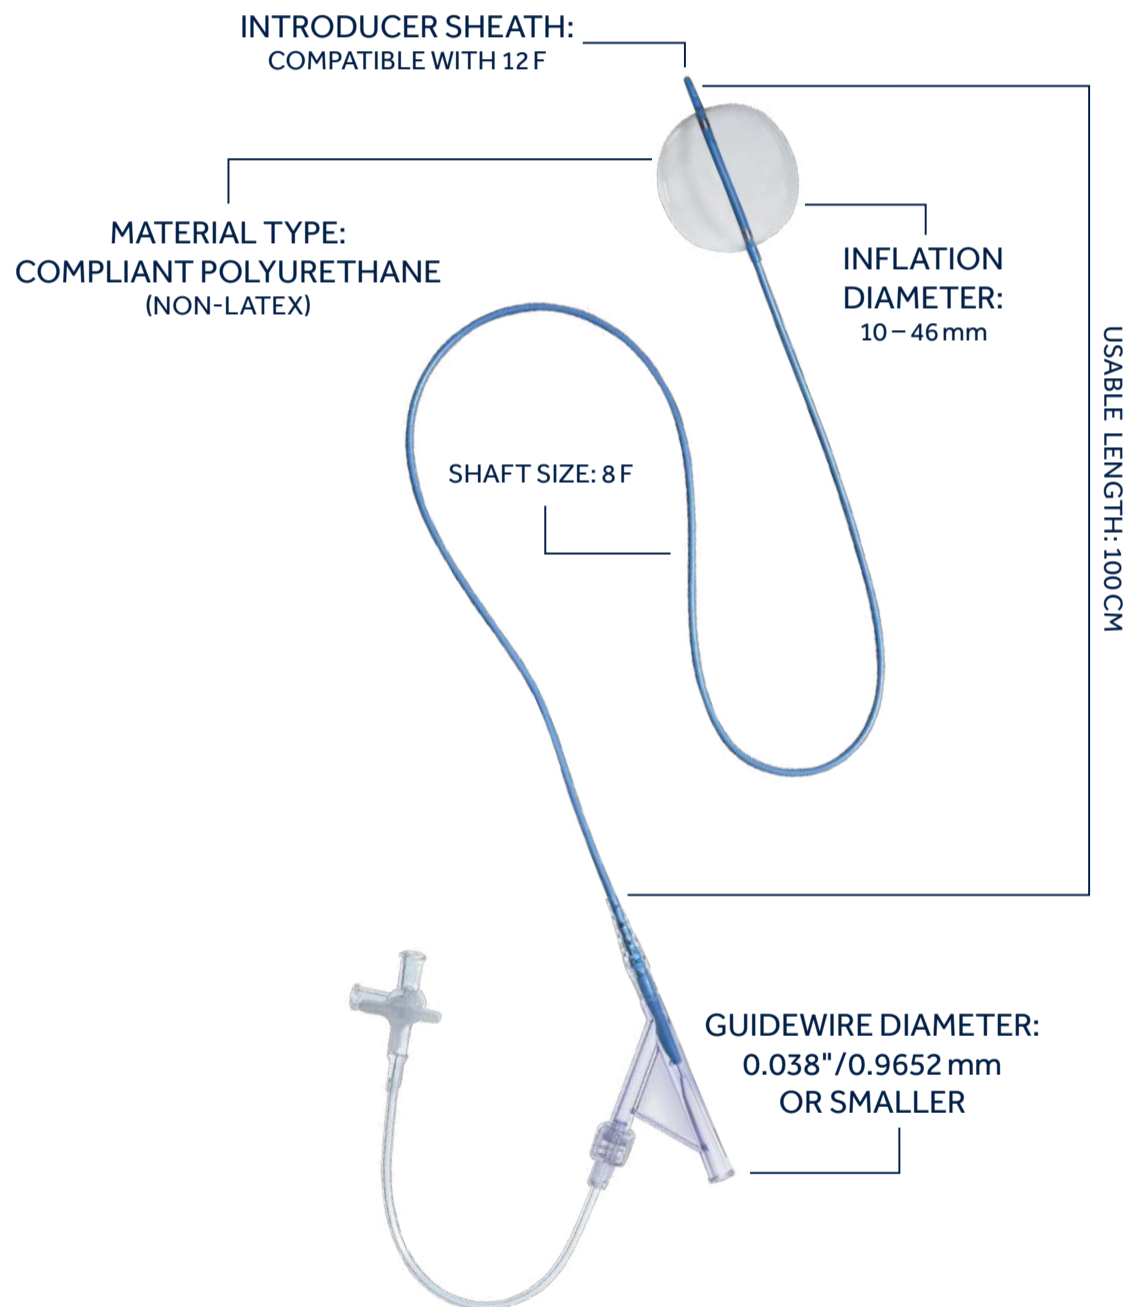 INTRODUCER SHEATH:
COMPATIBLE WITH 12 F
MATERIAL TYPE:
COMPLIANT POLYURETHANE
(NON-LATEX)
INFLATION
DIAMETER:
10 – 46 mm
USABLE LENGTH: 100 CM
SHAFT SIZE: 8 F
GUIDEWIRE DIAMETER:
0.038"/0.9652 mm
OR SMALLER